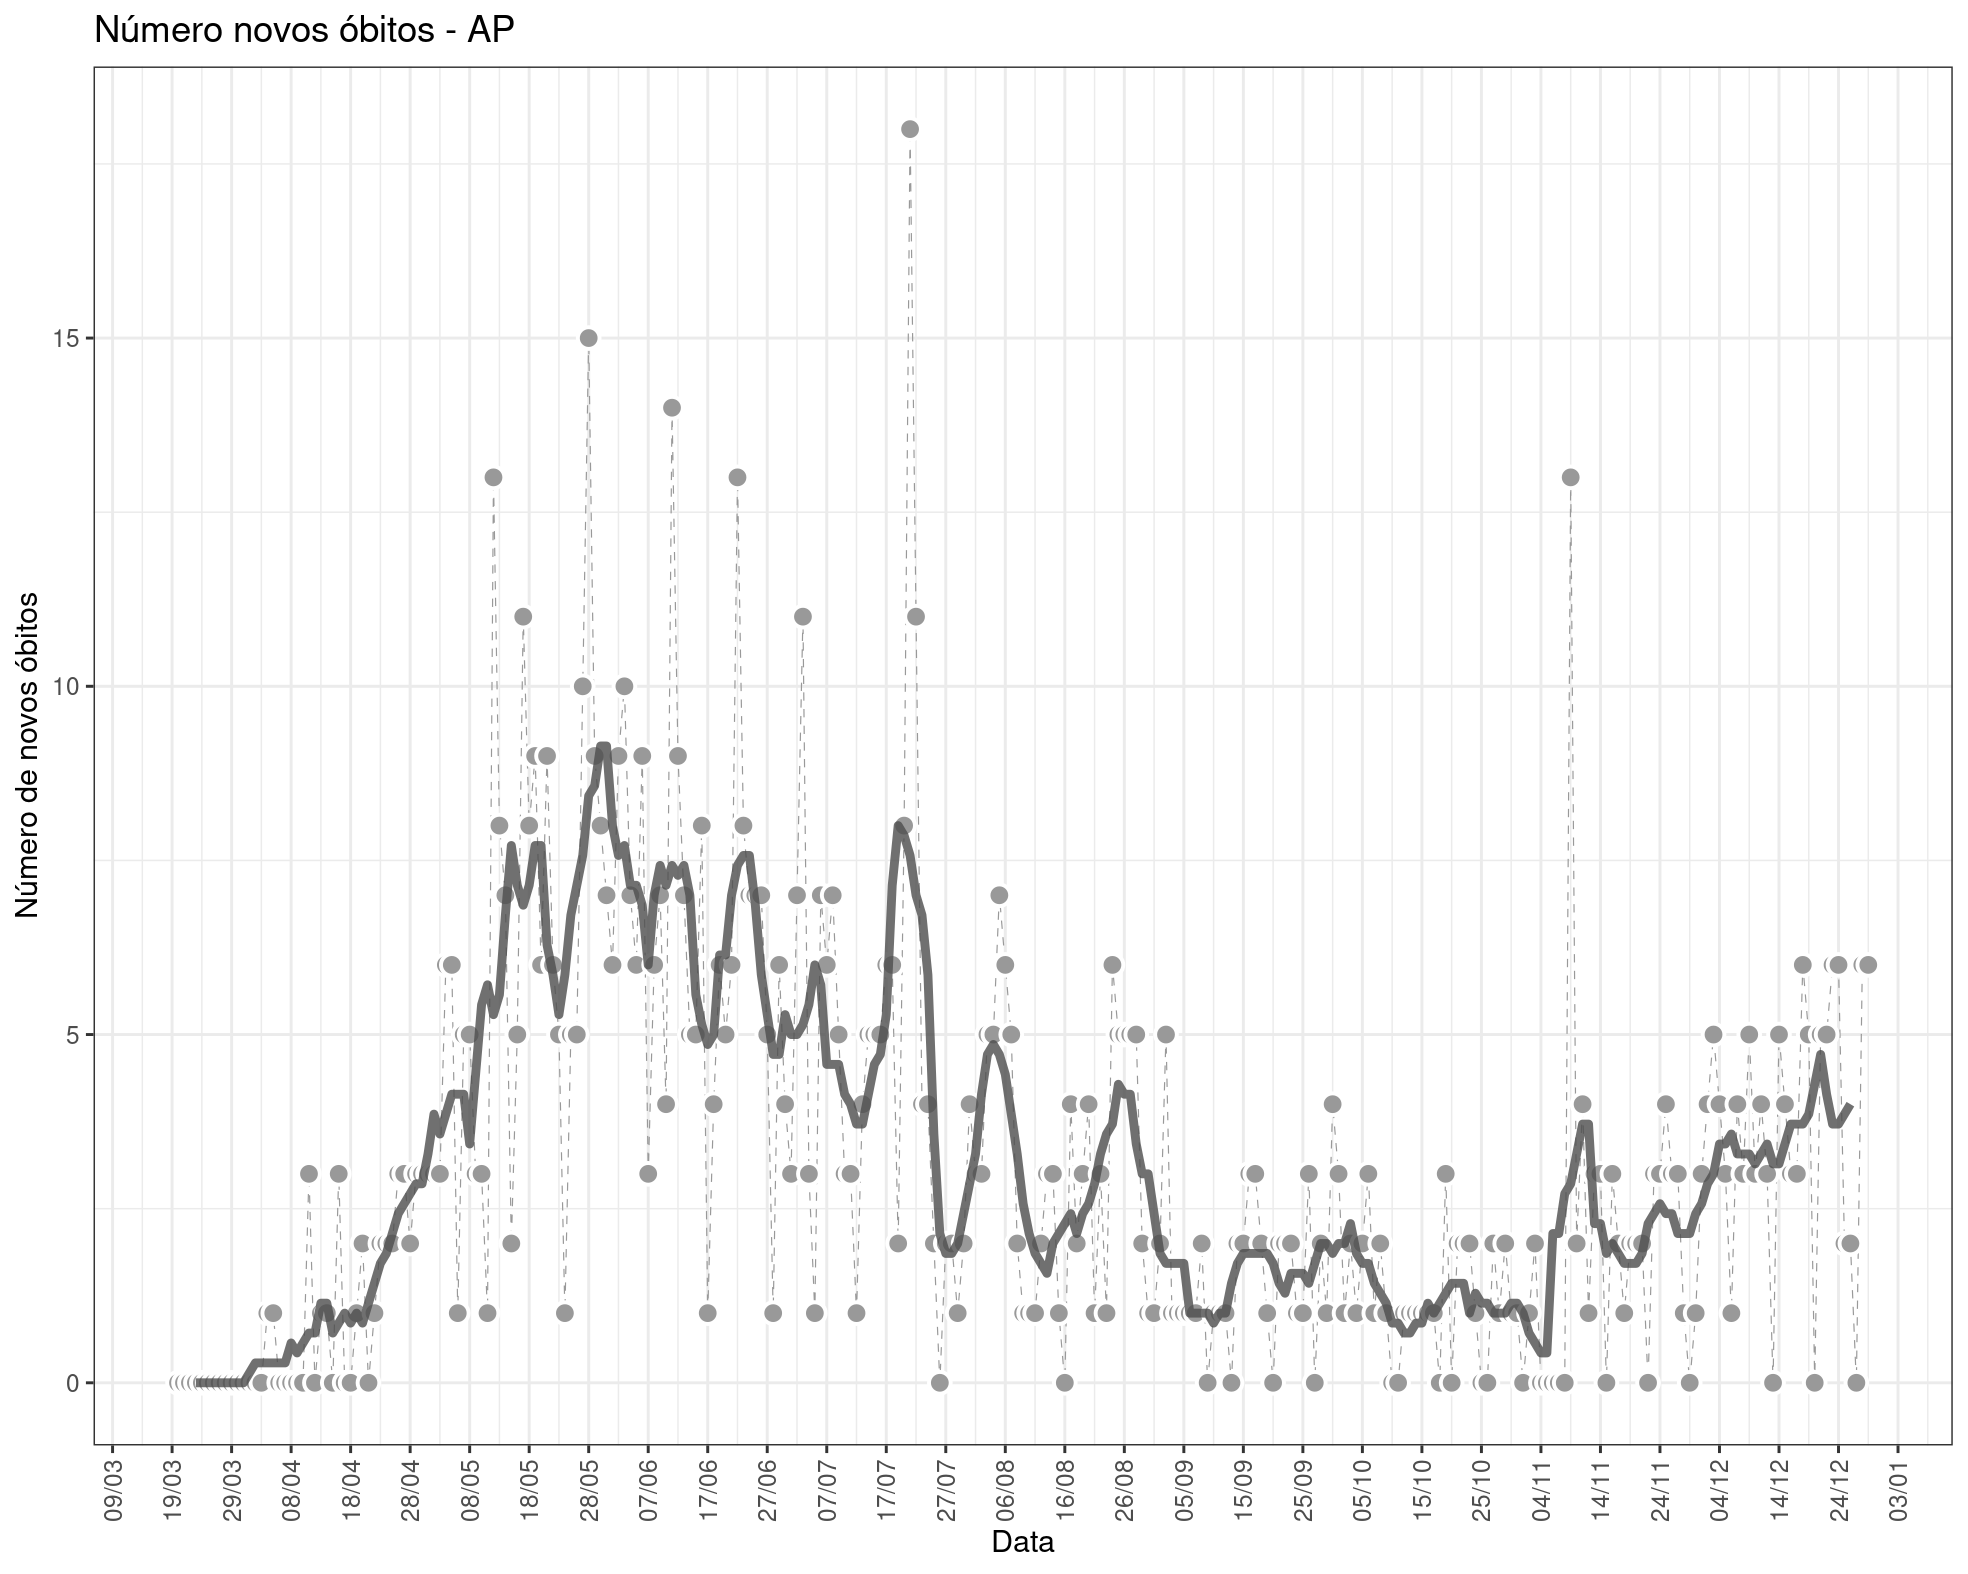 Número novos óbitos - AP
Número de novos óbitos
15
10
5
0
09/03 19/03 29/03 08/04 18/04 28/04 08/05 18/05 28/05 07/06 17/06 27/06 07/07 17/07 27/07 06/08 16/08 26/08 05/09 15/09 25/09 05/10 15/10 25/10 04/11 14/11 24/11 04/12 14/12 24/12 03/01
Data